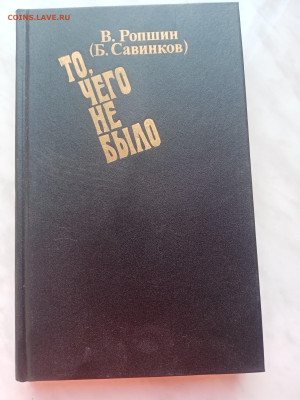 COINS.LAVE.RU
В. Ропшин
(Б. Савинков)
ТО,
ЧЕГО
НЕ
БЫЛО